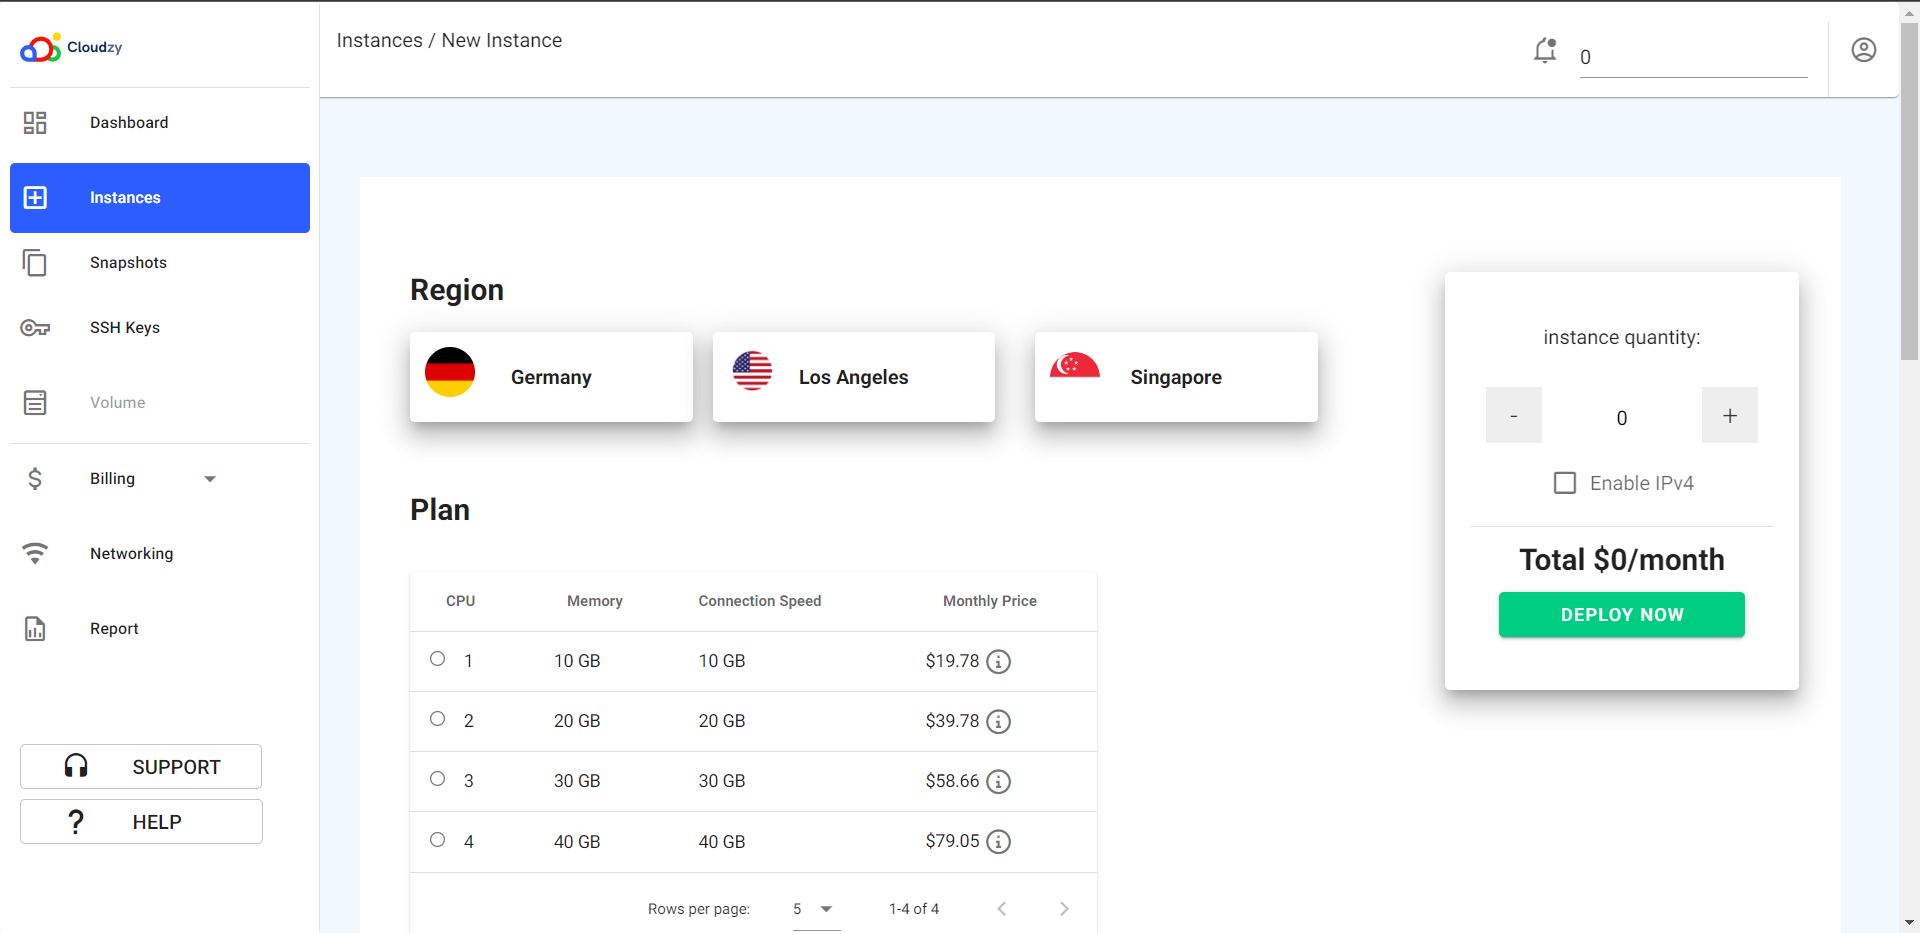 Cloudzy
Instances / New Instance
0
Dashboard
Instances
Snapshots
SSH Keys
Volume
Billing
Networking
Report
SUPPORT
? HELP
Region
Germany
Los Angeles
Singapore
Plan
CPU Memory Connection Speed Monthly Price
1 10 GB 10 GB $19.78
2 20 GB 20 GB $39.78
3 30 GB 30 GB $58.66
4 40 GB 40 GB $79.05
Rows per page: 5 1-4 of 4
instance quantity:
- 0 +
Enable IPv4
Total $0/month
DEPLOY NOW